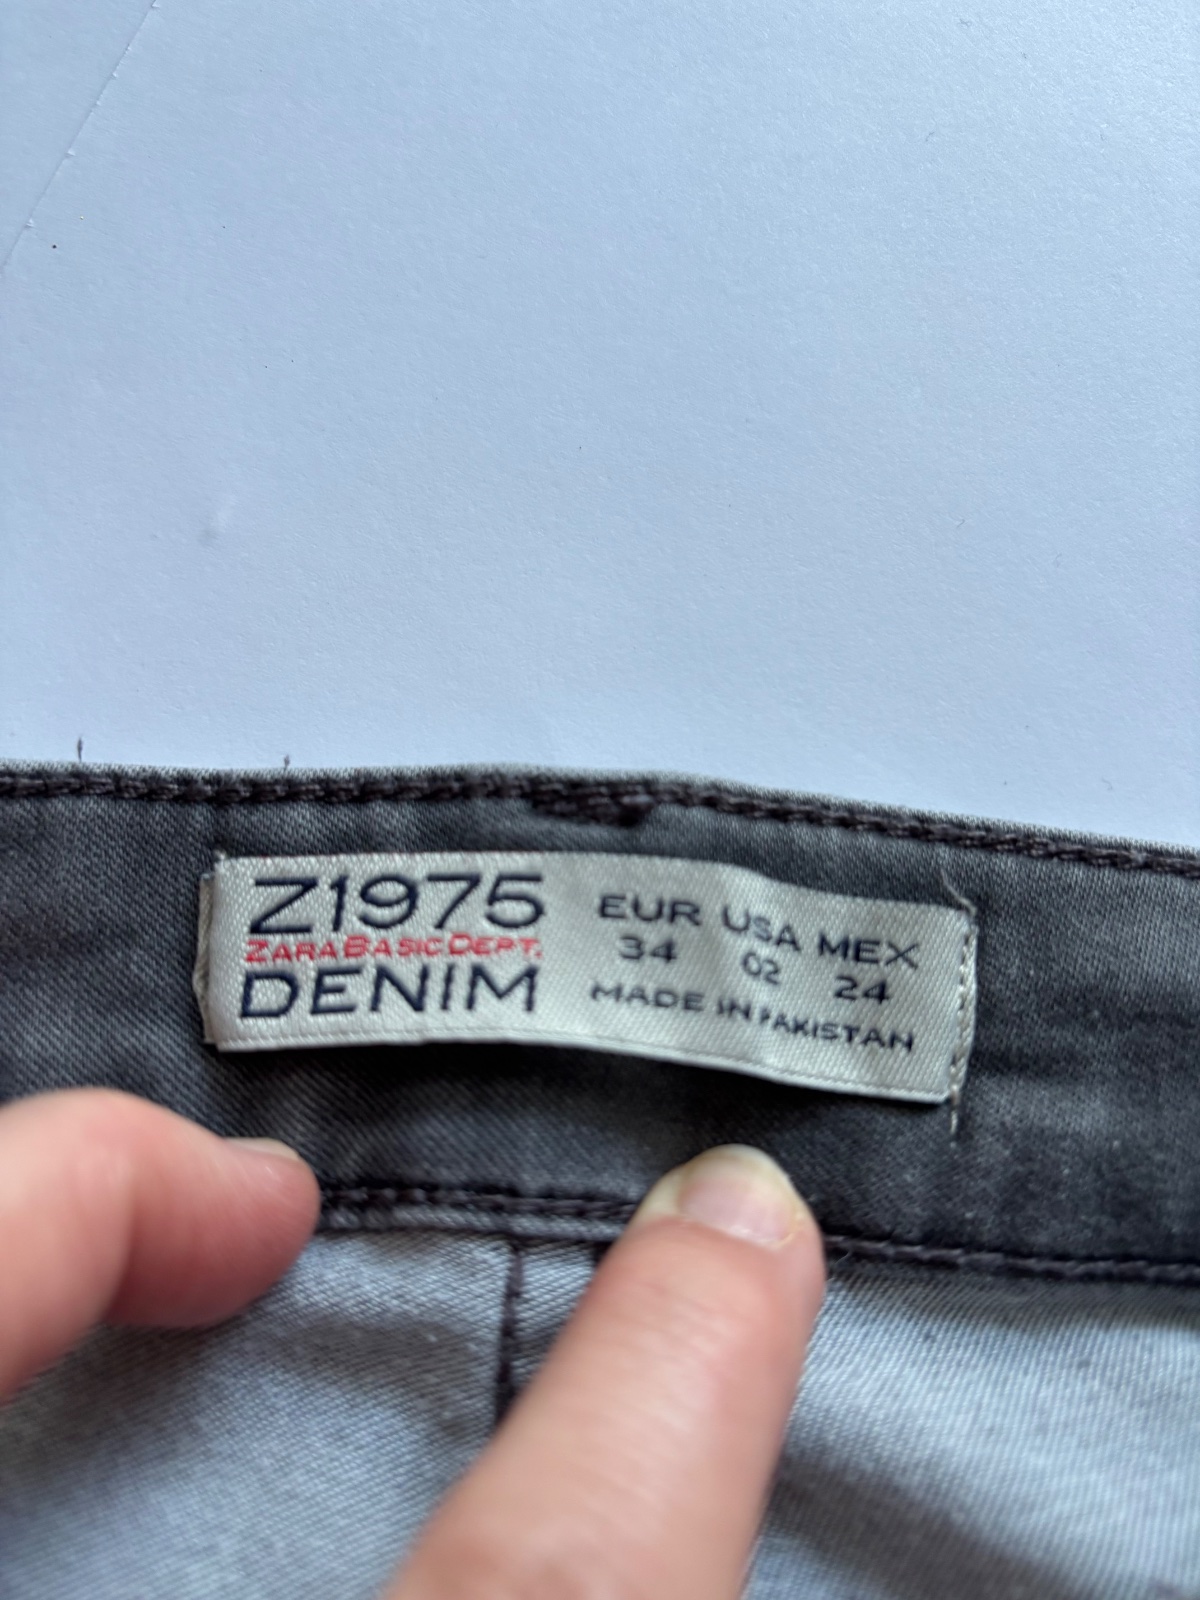 Z1975
ZARA BASIC DEPT.
DENIM
EUR USA MEX
34 02 24
MADE IN PAKISTAN